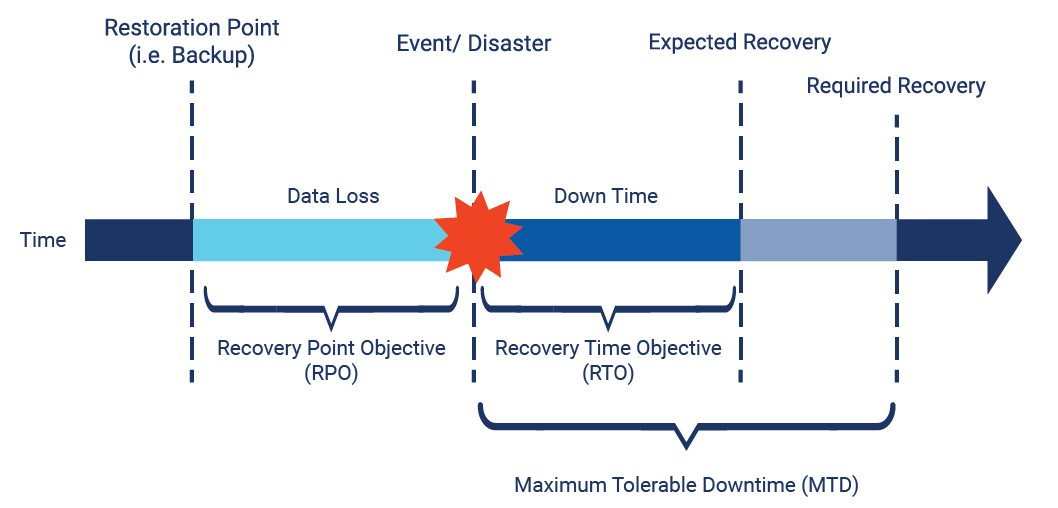 Restoration Point
(i.e. Backup)
Event/ Disaster
Expected Recovery
Required Recovery
Data Loss
Down Time
Time
Recovery Point Objective
(RPO)
Recovery Time Objective
(RTO)
Maximum Tolerable Downtime (MTD)